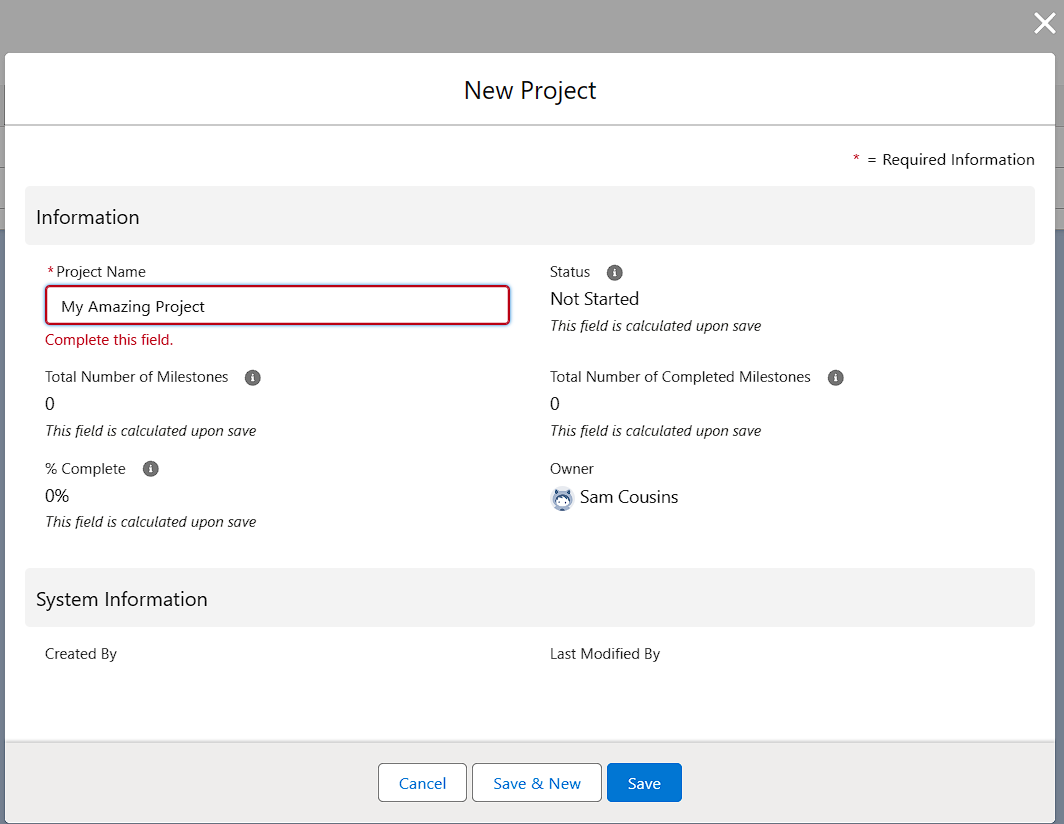 New Project
* = Required Information
Information
* Project Name
My Amazing Project
Complete this field.
Status
Not Started
This field is calculated upon save
Total Number of Milestones
0
This field is calculated upon save
Total Number of Completed Milestones
0
This field is calculated upon save
% Complete
0%
This field is calculated upon save
Owner
Sam Cousins
System Information
Created By
Last Modified By
Cancel
Save & New
Save